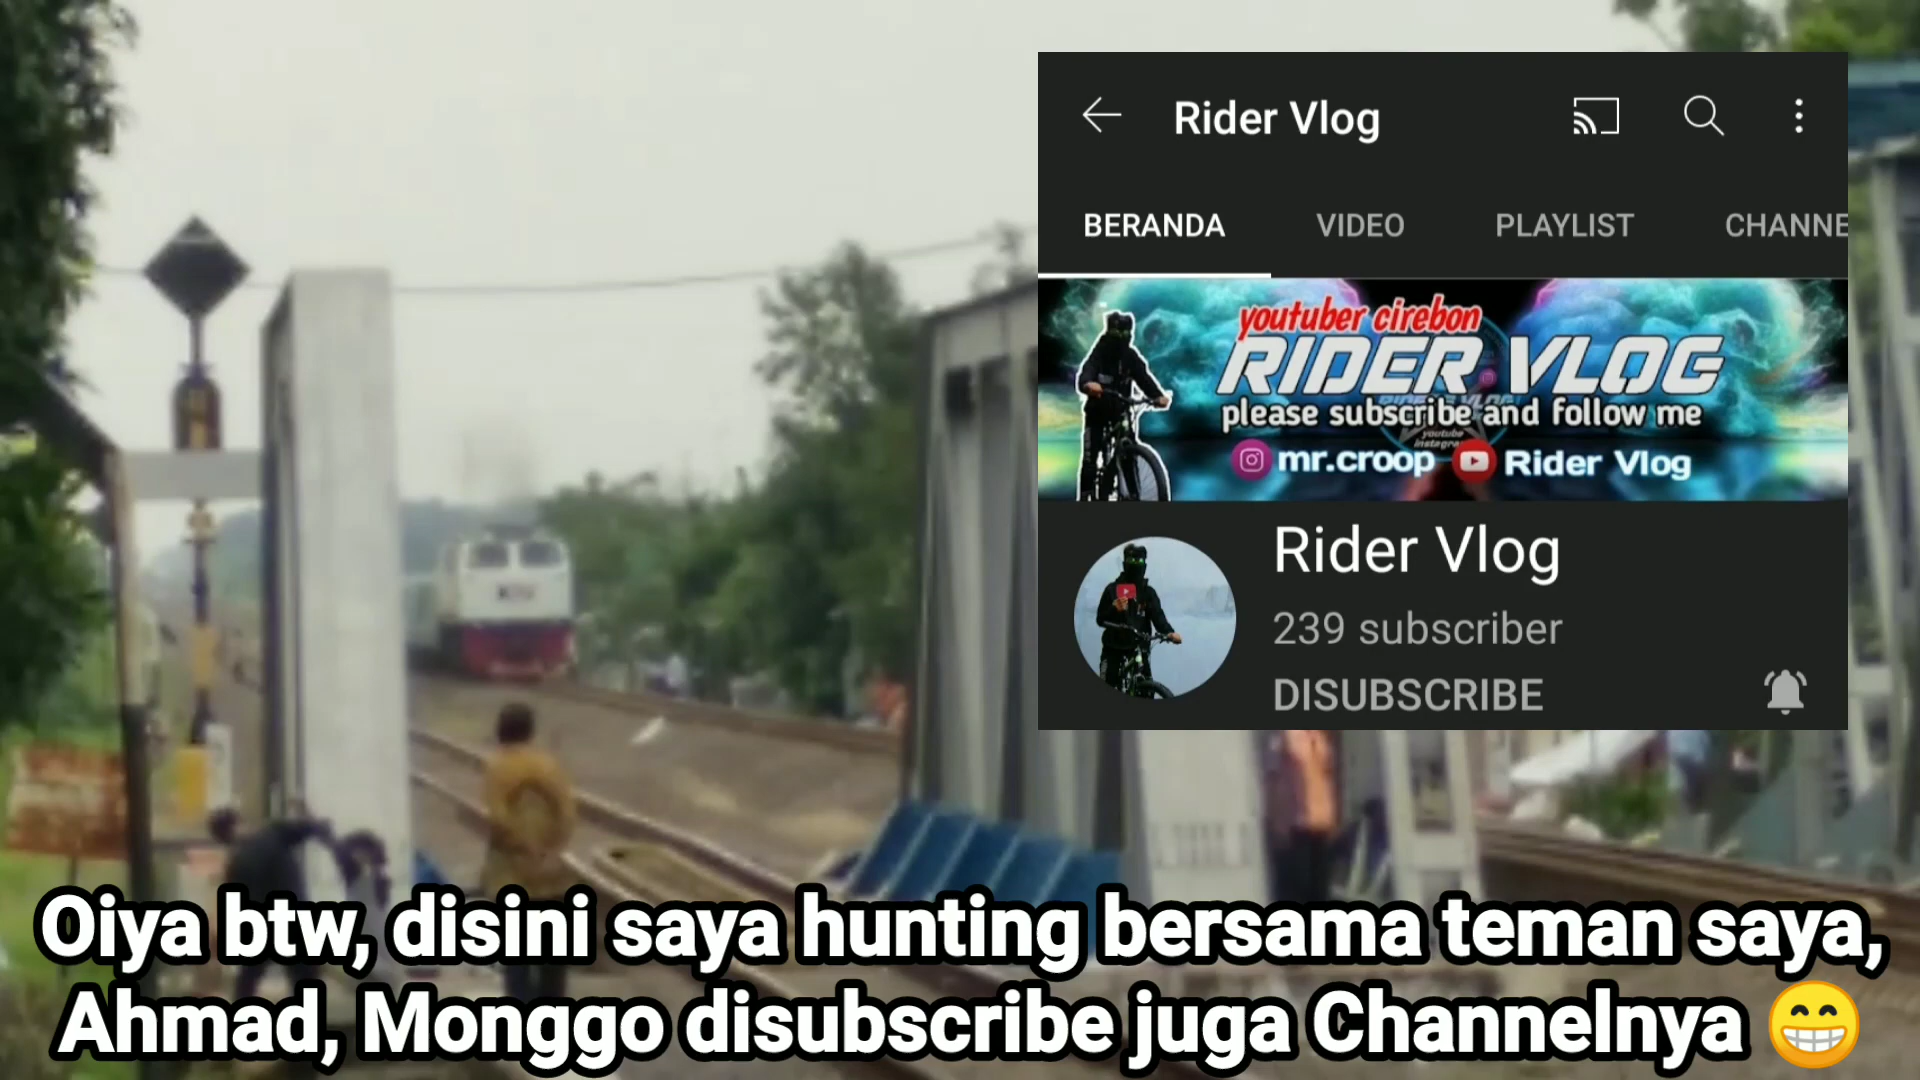 Rider Vlog
BERANDA VIDEO PLAYLIST CHANNE
youtuber cirebon
RIDER VLOG
please subscribe and follow me
mr.croop Rider Vlog
Rider Vlog
239 subscriber
DISUBSCRIBE
Oiya btw, disini saya hunting bersama teman saya,
Ahmad, Monggo disubscribe juga Channelnya 😁